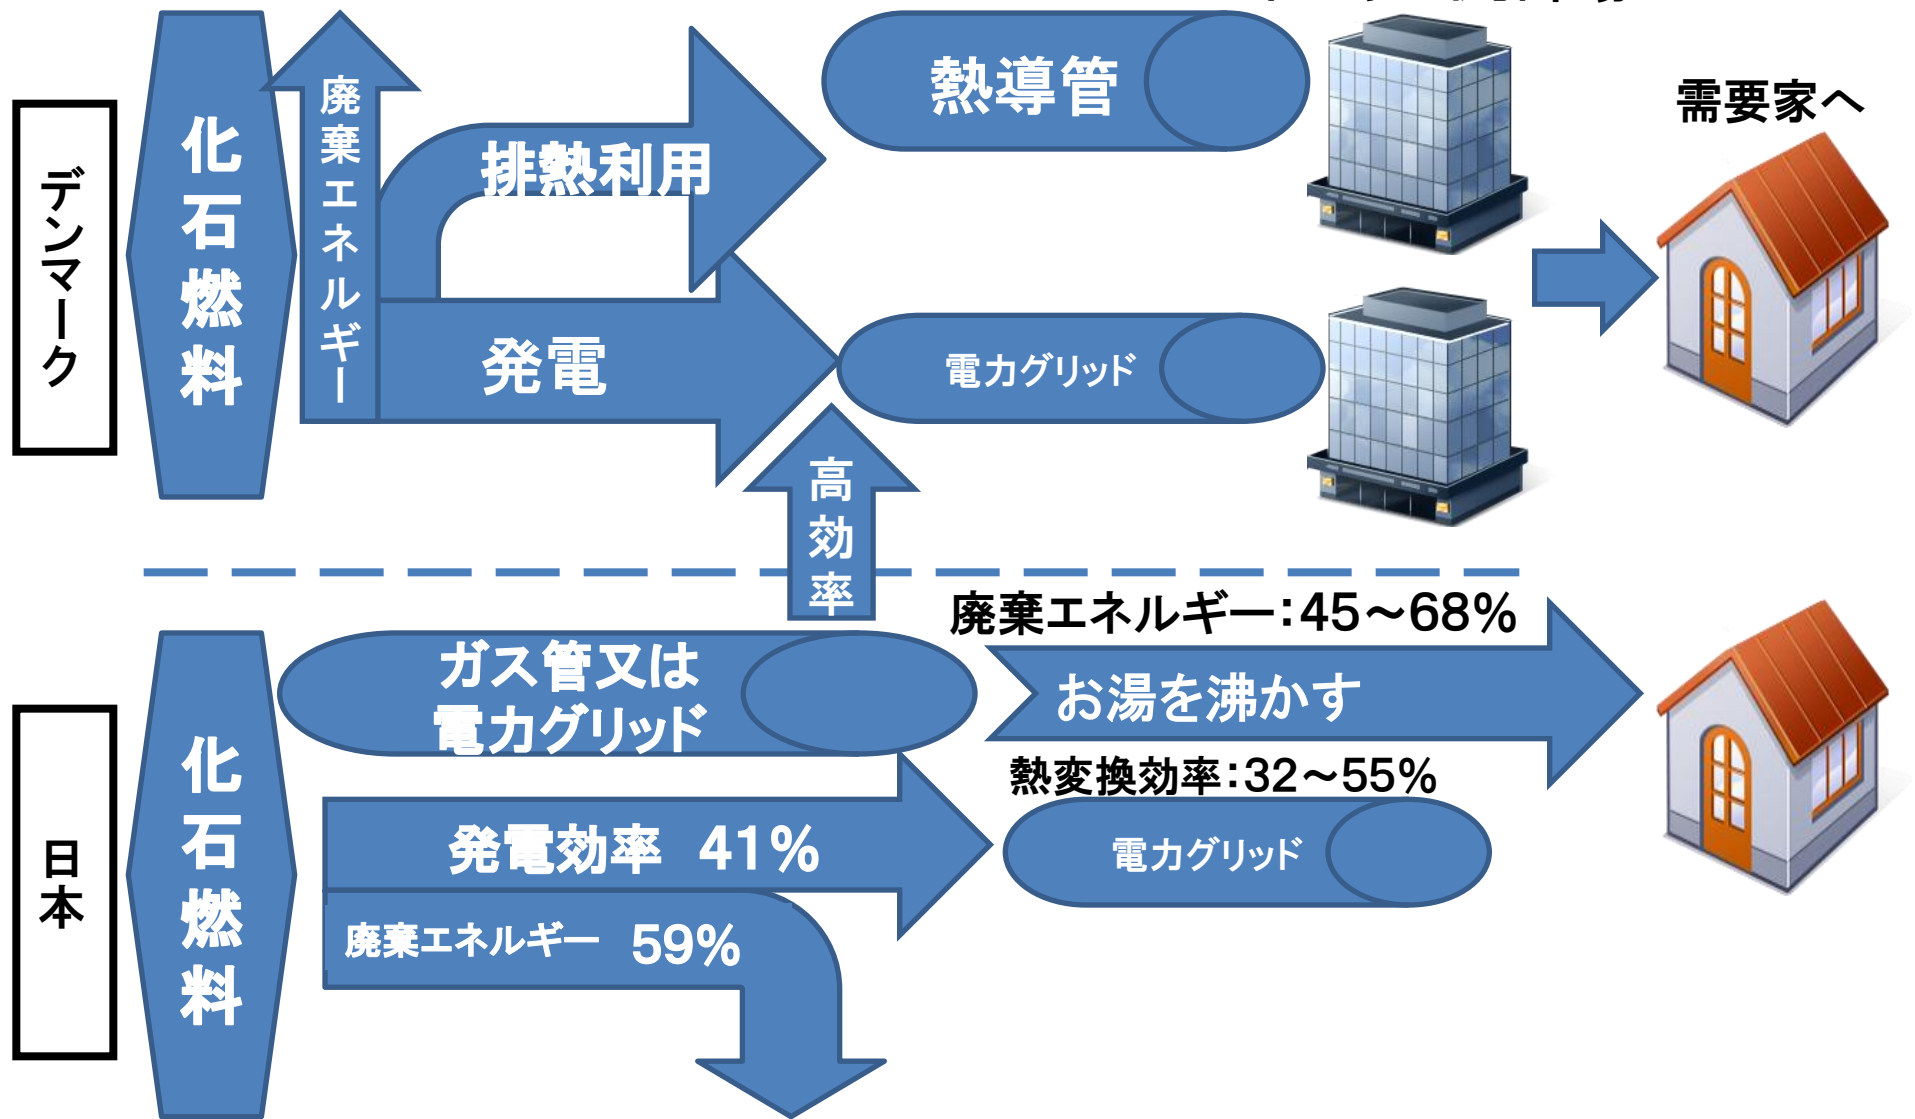 デンマーク
化石燃料
廃棄エネルギー
排熱利用
熱導管
需要家へ
発電
電力グリッド
高効率
日本
化石燃料
ガス管又は
電力グリッド
廃棄エネルギー:45～68%
お湯を沸かす
熱変換効率:32～55%
発電効率 41%
電力グリッド
廃棄エネルギー 59%